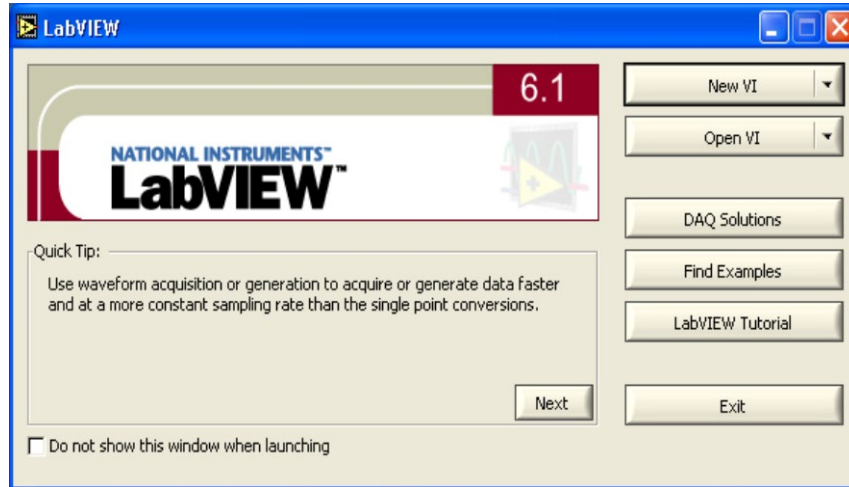 LabVIEW
6.1
NATIONAL INSTRUMENTS™
LabVIEW™
New VI
Open VI
DAQ Solutions
Find Examples
LabVIEW Tutorial
Exit
Quick Tip:
Use waveform acquisition or generation to acquire or generate data faster
and at a more constant sampling rate than the single point conversions.
Next
Do not show this window when launching